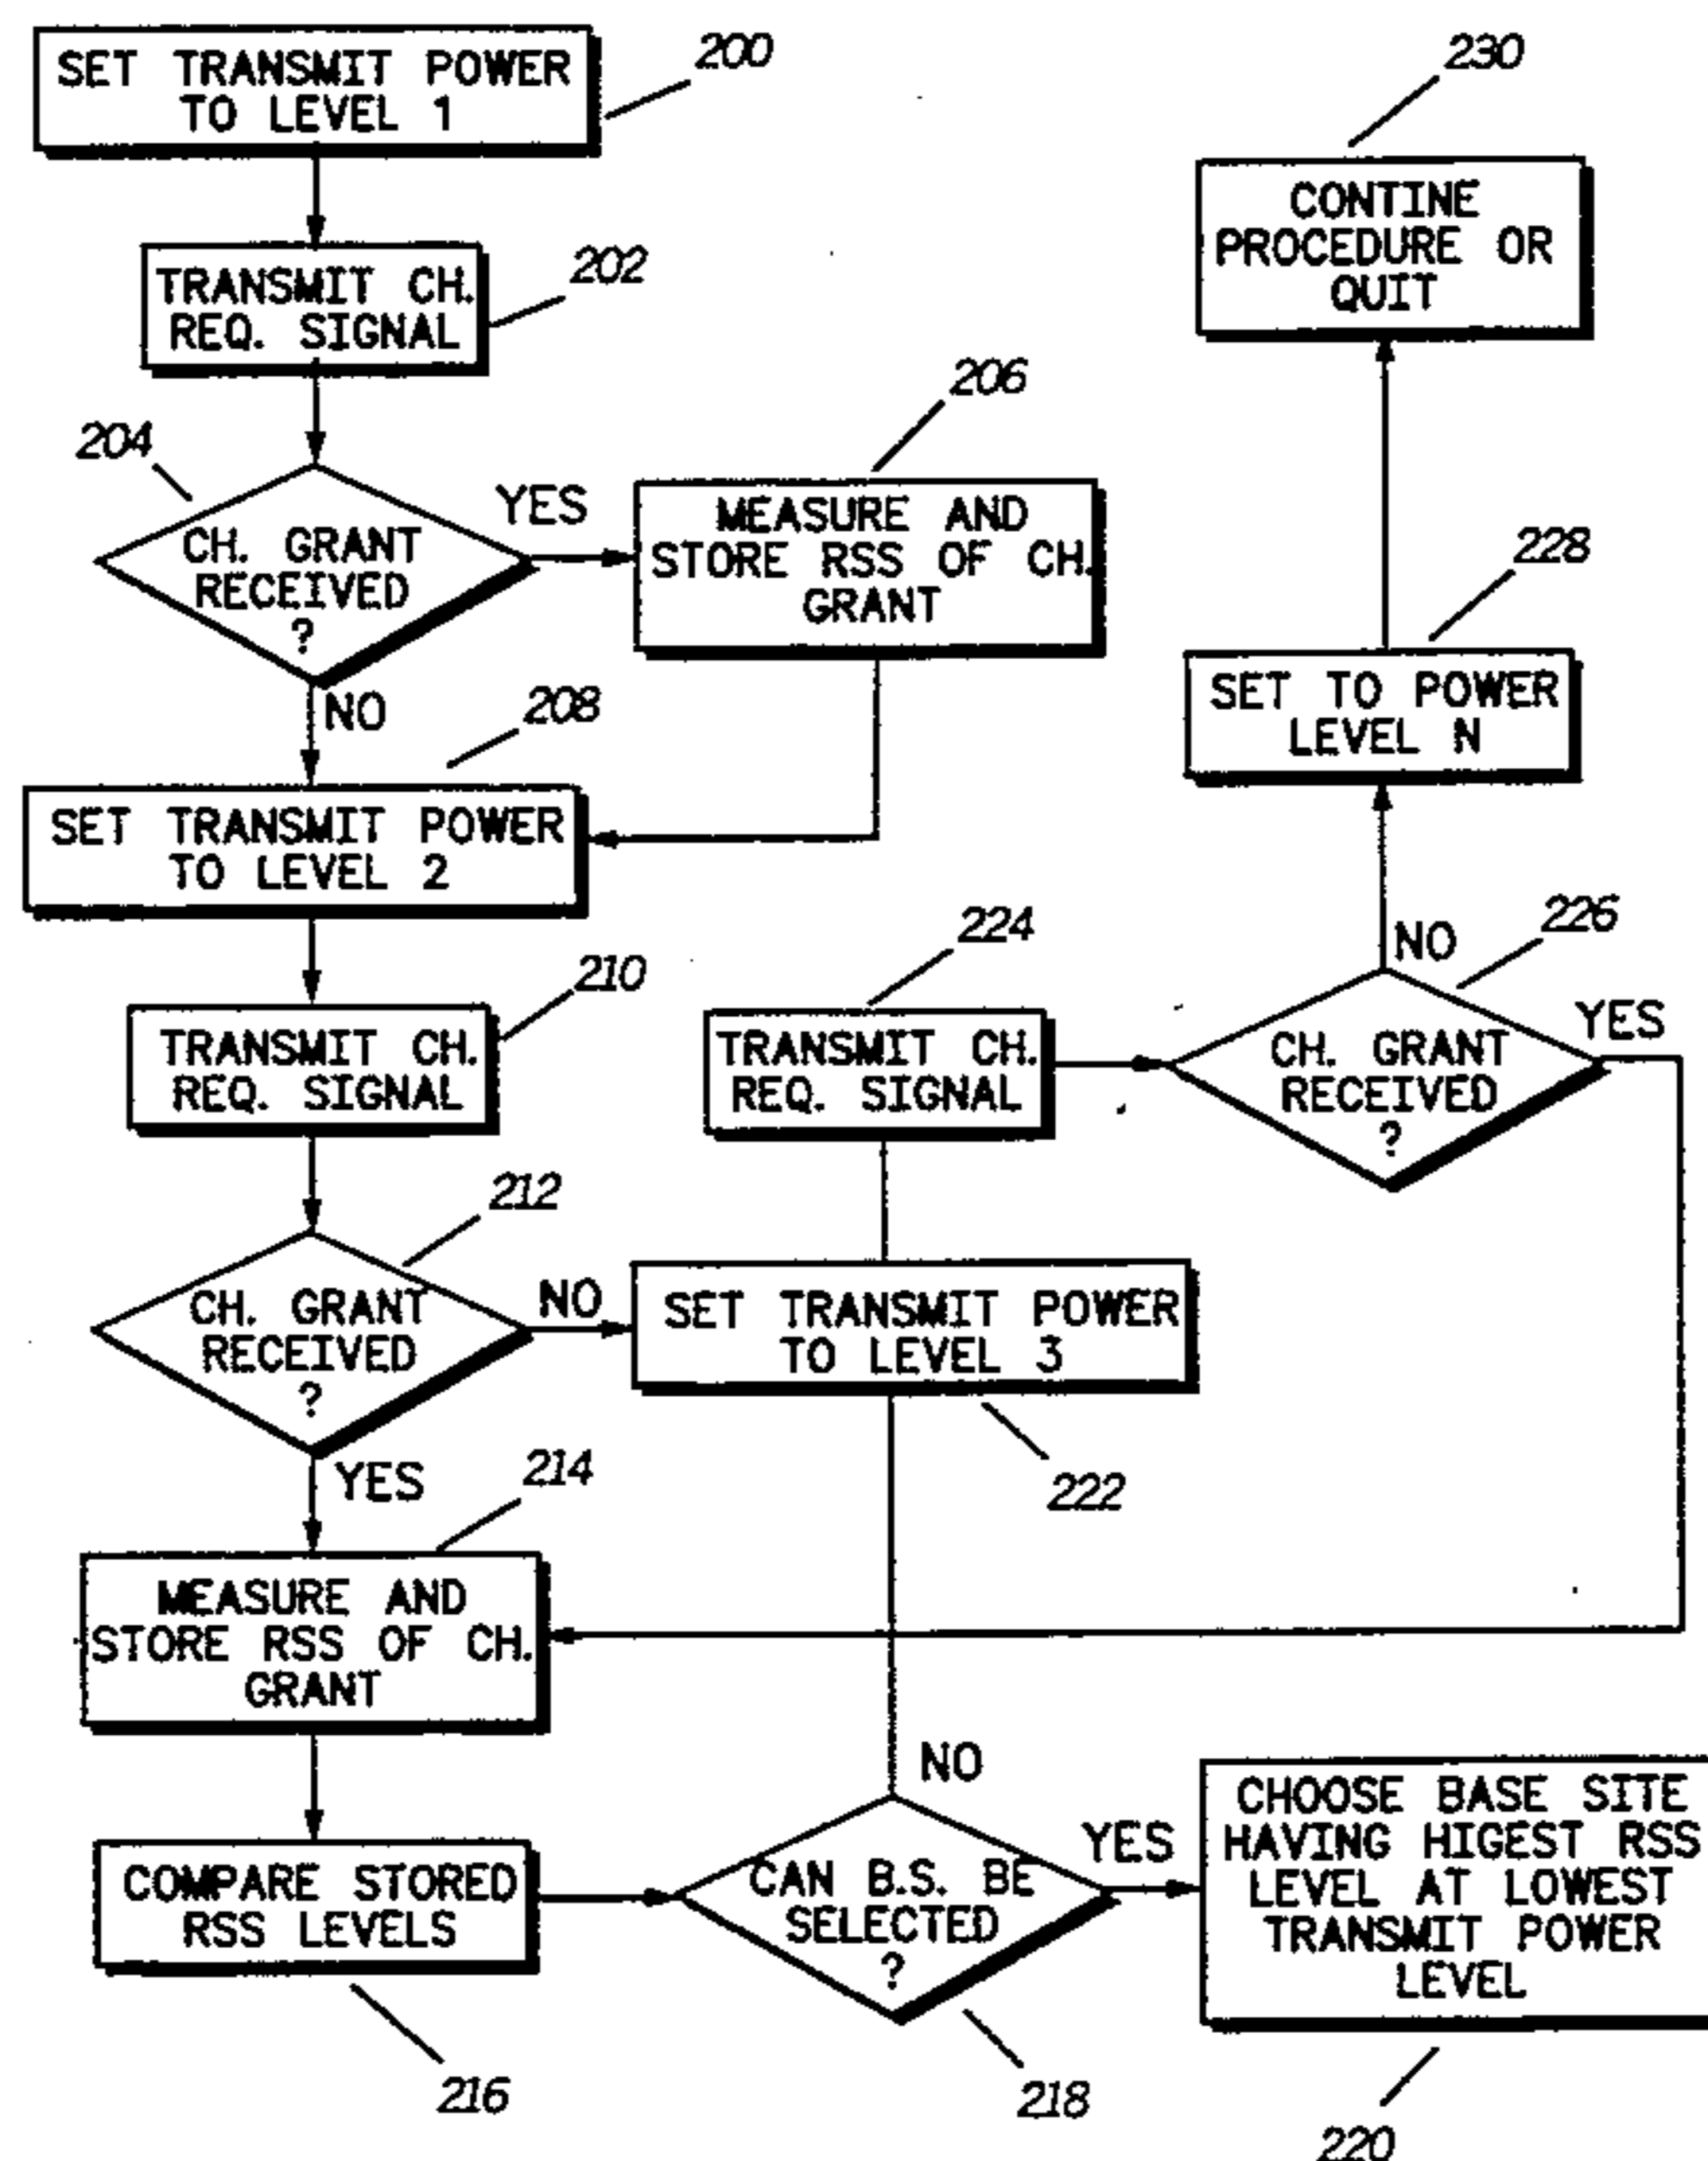 SET TRANSMIT POWER
TO LEVEL 1
200
TRANSMIT CH.
REQ. SIGNAL
202
204
CH. GRANT
RECEIVED
?
YES
NO
206
MEASURE AND
STORE RSS OF CH.
GRANT
208
SET TRANSMIT POWER
TO LEVEL 2
210
TRANSMIT CH.
REQ. SIGNAL
212
CH. GRANT
RECEIVED
?
NO
YES
214
MEASURE AND
STORE RSS OF CH.
GRANT
COMPARE STORED
RSS LEVELS
216
CAN B.S. BE
SELECTED
?
NO
YES
218
CHOOSE BASE SITE
HAVING HIGEST RSS
LEVEL AT LOWEST
TRANSMIT POWER
LEVEL
220
SET TRANSMIT POWER
TO LEVEL 3
222
224
TRANSMIT CH.
REQ. SIGNAL
226
CH. GRANT
RECEIVED
?
NO
YES
228
SET TO POWER
LEVEL N
230
CONTINE
PROCEDURE OR
QUIT